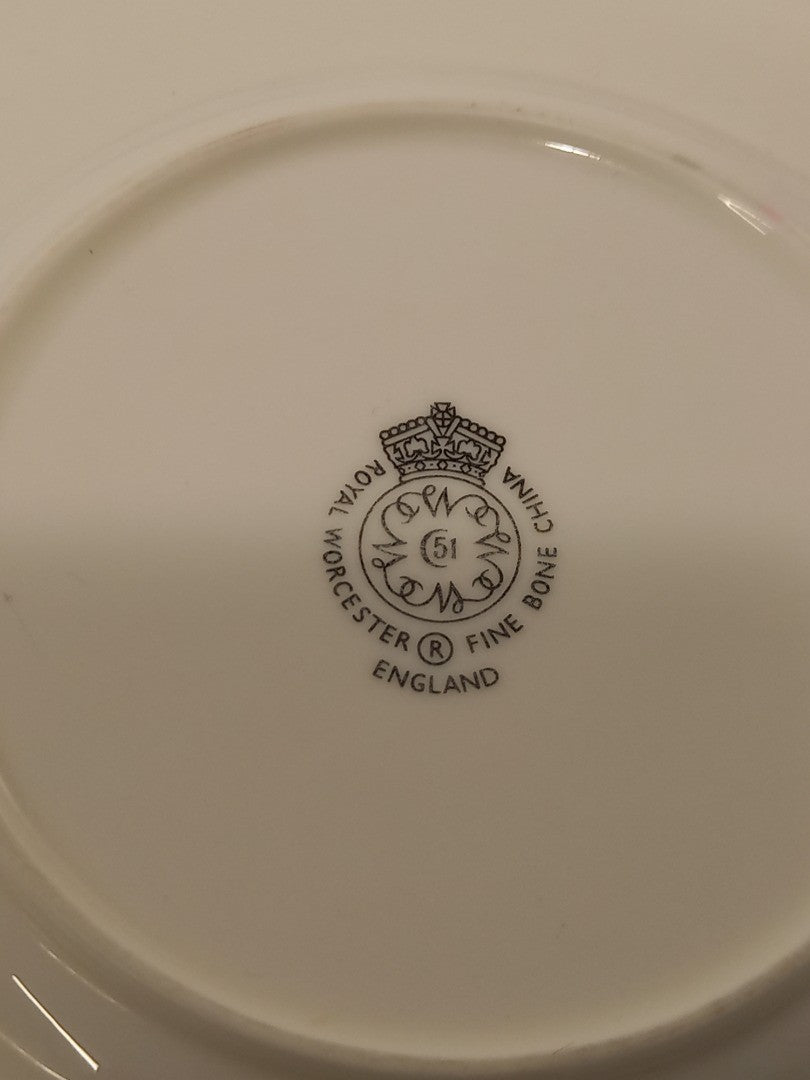 ROYAL WORCESTER ® FINE BONE CHINA
51
ENGLAND